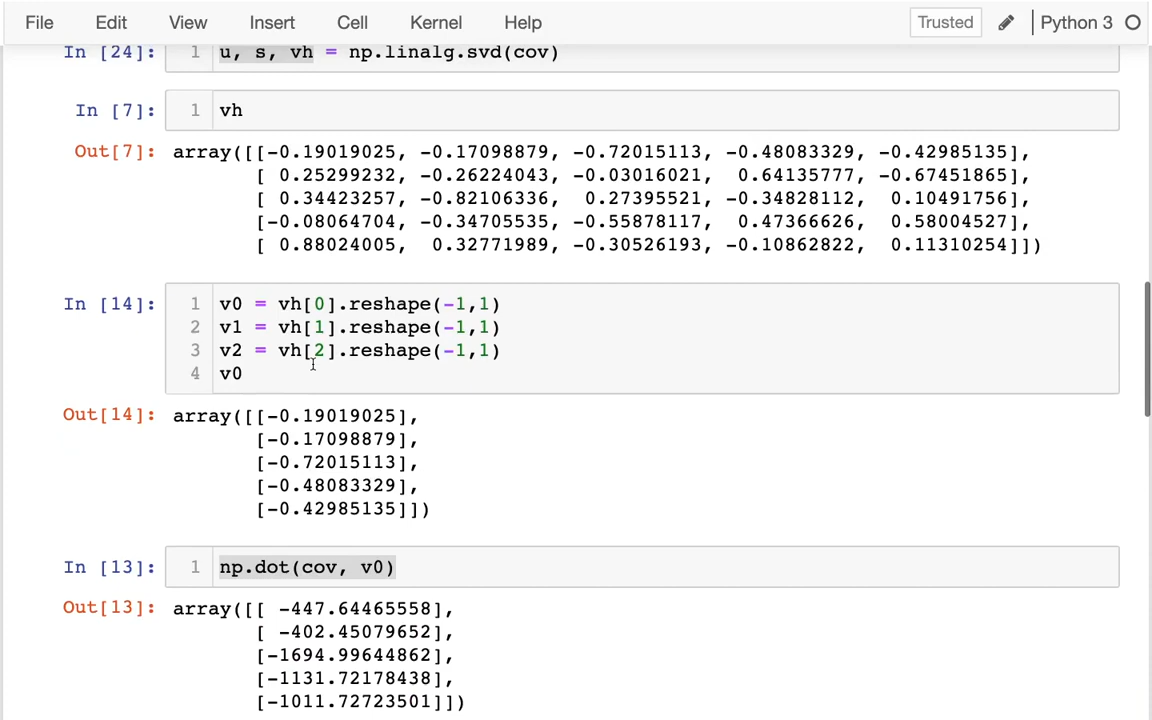 File Edit View Insert Cell Kernel Help Trusted Python 3
In [24]: 1 u, s, vh = np.linalg.svd(cov)
In [7]: 1 vh
Out[7]: array([[-0.19019025, -0.17098879, -0.72015113, -0.48083329, -0.42985135],
[ 0.25299232, -0.26224043, -0.03016021, 0.64135777, -0.67451865],
[ 0.34423257, -0.82106336, 0.27395521, -0.34828112, 0.10491756],
[-0.08064704, -0.34705535, -0.55878117, 0.47366626, 0.58004527],
[ 0.88024005, 0.32771989, -0.30526193, -0.10862822, 0.11310254]])
In [14]: 1 v0 = vh[0].reshape(-1,1)
2 v1 = vh[1].reshape(-1,1)
3 v2 = vh[2].reshape(-1,1)
4 v0
Out[14]: array([[-0.19019025],
[-0.17098879],
[-0.72015113],
[-0.48083329],
[-0.42985135]])
In [13]: 1 np.dot(cov, v0)
Out[13]: array([[ -447.64465558],
[ -402.45079652],
[-1694.99644862],
[-1131.72178438],
[-1011.72723501]])